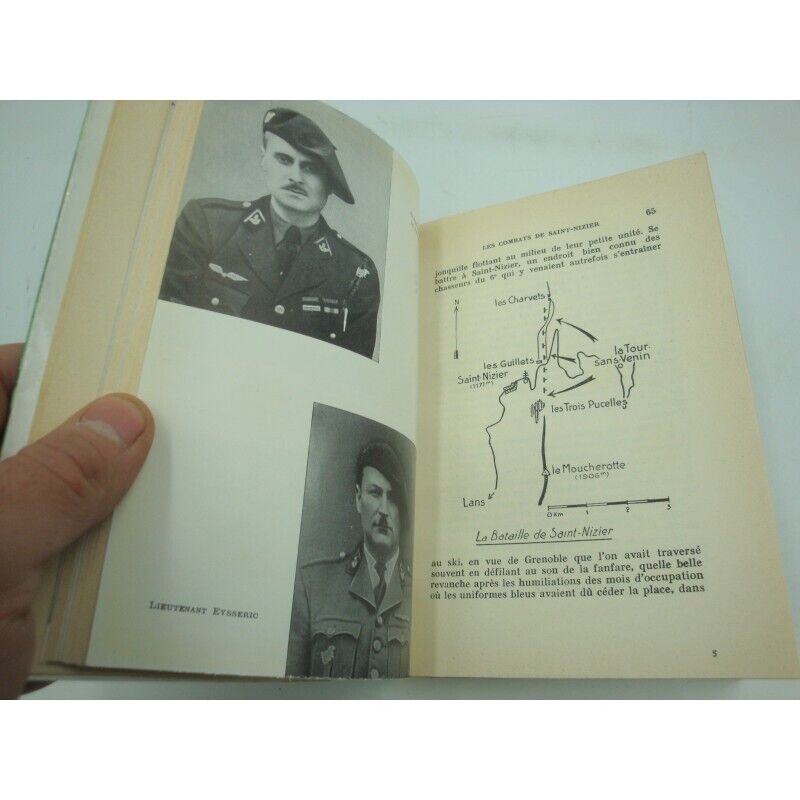 LIEUTENANT EYSSERIC
LES COMBATS DE SAINT-NIZIER
65
jonquille flottant au milieu de leur petite unité. Se
battre à Saint-Nizier, un endroit bien connu des
chasseurs du 6e qui y venaient autrefois s'entraîner
N
les Charvets
les Guillets
Saint-Nizier
(1171m)
la Tour
sans Venin
les Trois Pucelles
le Moucherotte
(1906m)
Lans
0 Km 1 2 3
La Bataille de Saint-Nizier
au ski, en vue de Grenoble que l'on avait traversé
souvent en défilant au son de la fanfare, quelle belle
revanche après les humiliations des mois d'occupation
où les uniformes bleus avaient dû céder la place, dans
5